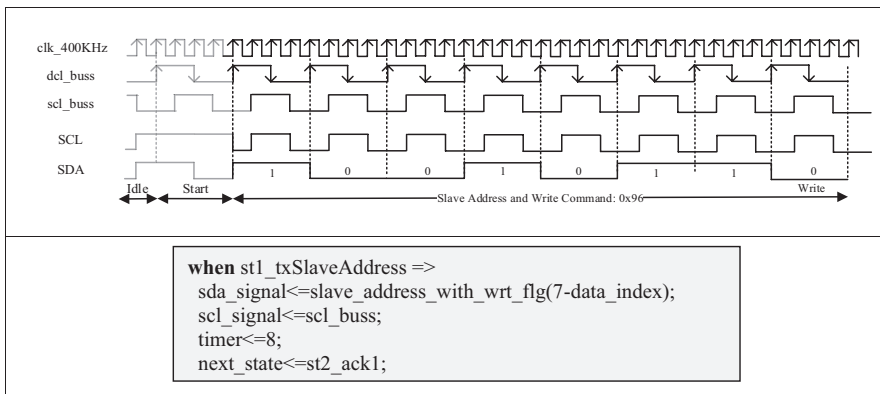 clk_400KHz
dcl_buss
scl_buss
SCL
SDA
1 0 0 1 0 1 1 0
Idle Start Write
Slave Address and Write Command: 0x96
when st1_txSlaveAddress =>
sda_signal<=slave_address_with_wrt_flg(7-data_index);
scl_signal<=scl_buss;
timer<=8;
next_state<=st2_ack1;